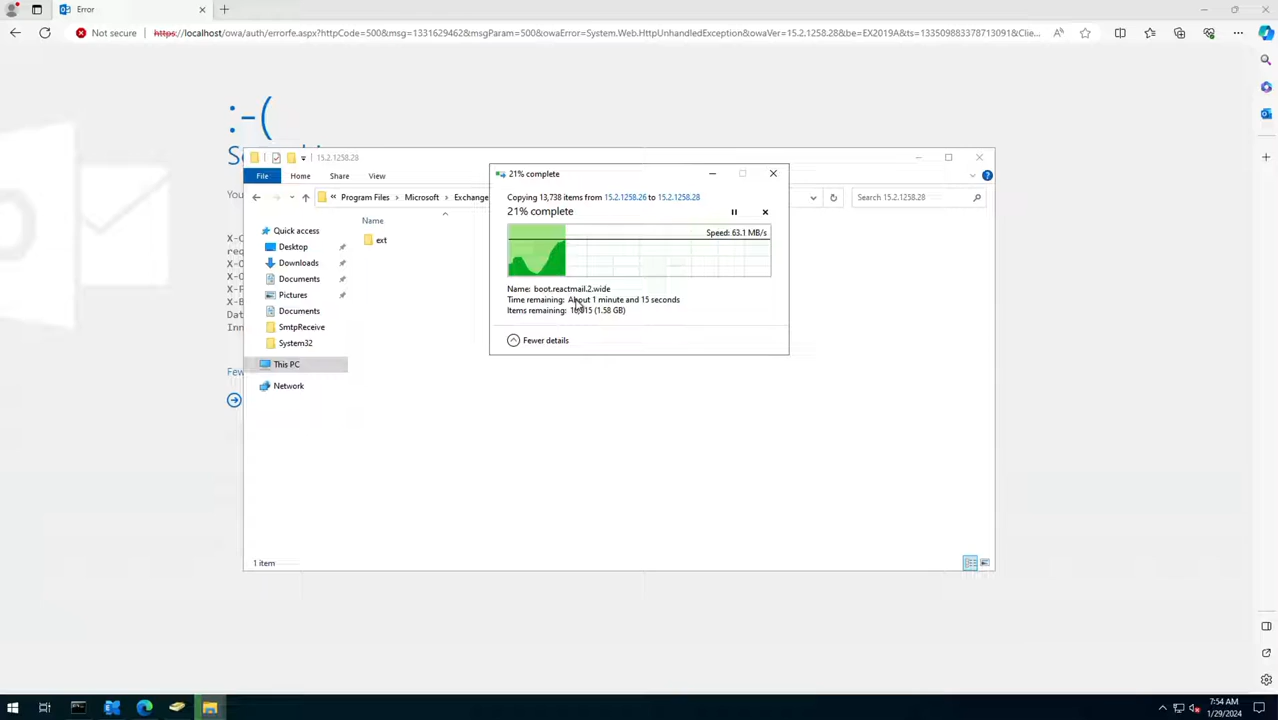 Error
Not secure
https://localhost/owa/auth/errorfe.aspx?httpCode=500&msg=1331629462&msgParam=500&owaError=System.Web.HttpUnhandledException&owaVer=15.2.1258.28&be=EX2019A&ts=133509883378713091&Clie...
:-(
You
X-C
req
X-C
X-O
X-F
X-B
Dat
Inn
Few
15.2.1258.28
File
Home
Share
View
Program Files
Microsoft
Exchange
Search 15.2.1258.28
Quick access
Desktop
Downloads
Documents
Pictures
Documents
SmtpReceive
System32
This PC
Network
Name
ext
1 item
21% complete
Copying 13,738 items from 15.2.1258.26 to 15.2.1258.28
21% complete
Speed: 63.1 MB/s
Name: boot.reactmail.2.wide
Time remaining: About 1 minute and 15 seconds
Items remaining: (1.58 GB)
Fewer details
7:54 AM
1/29/2024